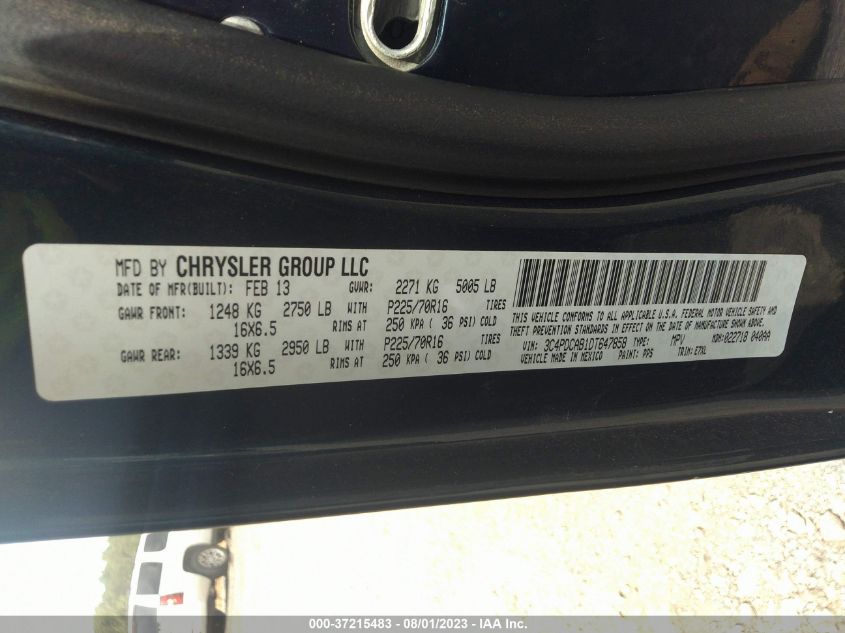 MFD BY CHRYSLER GROUP LLC
DATE OF MFR(BUILT): FEB 13 GVWR: 2271 KG 5005 LB
GAWR FRONT: 1248 KG 2750 LB WITH P225/70R16 TIRES
16X6.5 RIMS AT 250 KPA ( 36 PSI) COLD
GAWR REAR: 1339 KG 2950 LB WITH P225/70R16 TIRES
16X6.5 RIMS AT 250 KPA ( 36 PSI) COLD
THIS VEHICLE CONFORMS TO ALL APPLICABLE U.S.A. FEDERAL MOTOR VEHICLE SAFETY AND
THEFT PREVENTION STANDARDS IN EFFECT ON THE DATE OF MANUFACTURE SHOWN ABOVE.
VIN: 3C4PDCAB1DT647858 TYPE: MPV MDH: 022718 040AA
VEHICLE MADE IN MEXICO PAINT: PPS TRIM: E7XL
000-37215483 - 08/01/2023 - IAA Inc.